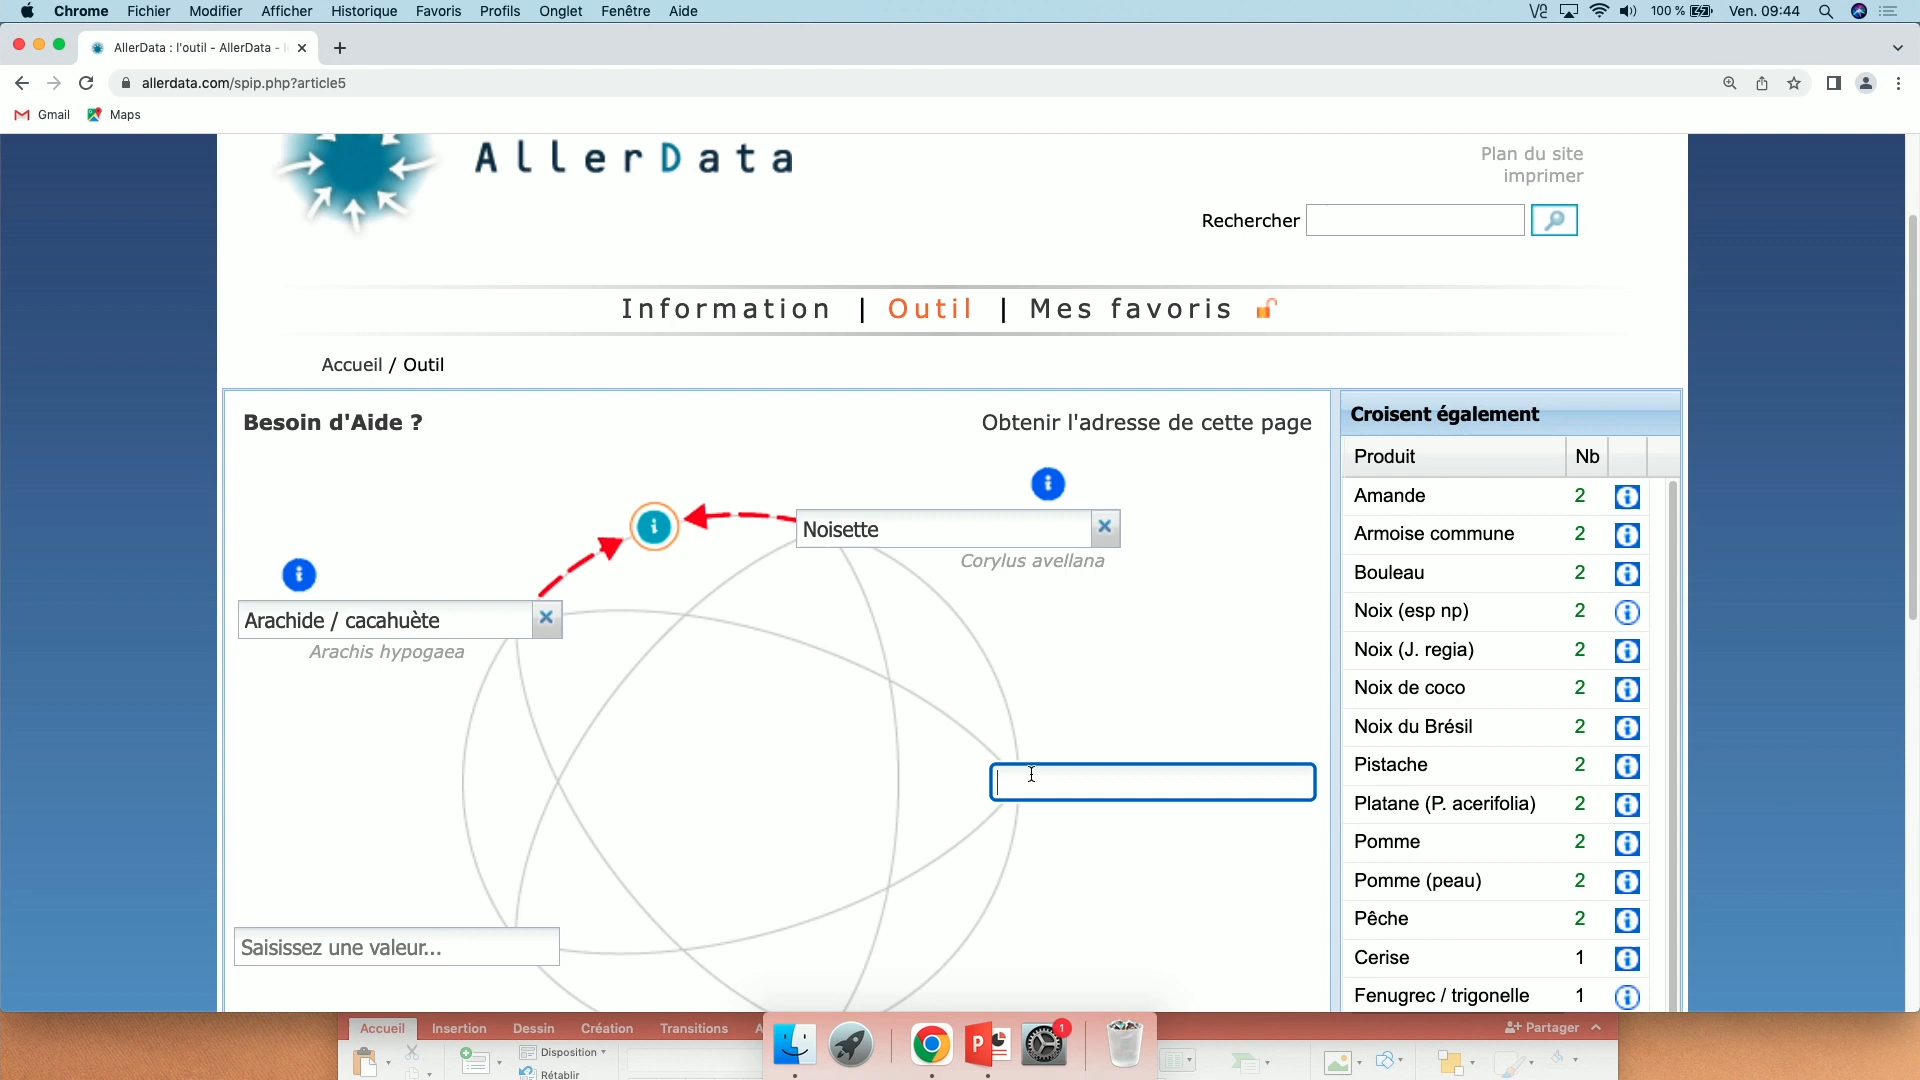 Chrome Fichier Modifier Afficher Historique Favoris Profils Onglet Fenêtre Aide 100 % Ven. 09:44
AllerData : l'outil - AllerData -
allerdata.com/spip.php?article5
Gmail Maps
AllerData
Plan du site
imprimer
Rechercher
Information | Outil | Mes favoris
Accueil / Outil
Besoin d'Aide ?
Obtenir l'adresse de cette page
Noisette
Corylus avellana
Arachide / cacahuète
Arachis hypogaea
Saisissez une valeur...
Croisent également
Produit Nb
Amande 2
Armoise commune 2
Bouleau 2
Noix (esp np) 2
Noix (J. regia) 2
Noix de coco 2
Noix du Brésil 2
Pistache 2
Platane (P. acerifolia) 2
Pomme 2
Pomme (peau) 2
Pêche 2
Cerise 1
Fenugrec / trigonelle 1
Accueil Insertion Dessin Création Transitions A Partager
Disposition
Rétablir
P
1